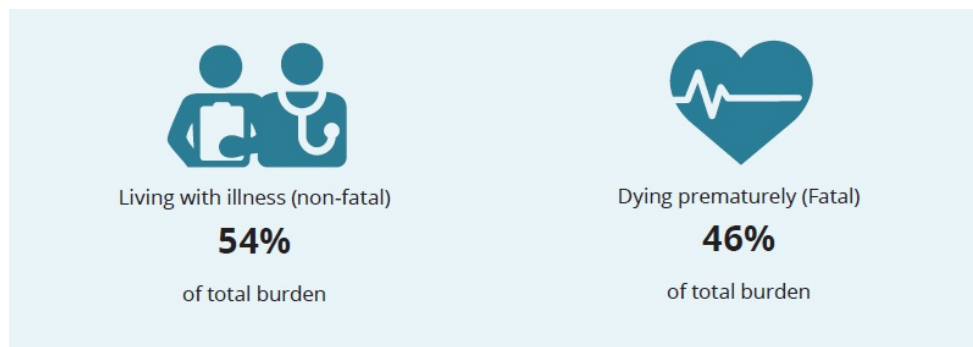 Living with illness (non-fatal)
54%
of total burden
Dying prematurely (Fatal)
46%
of total burden